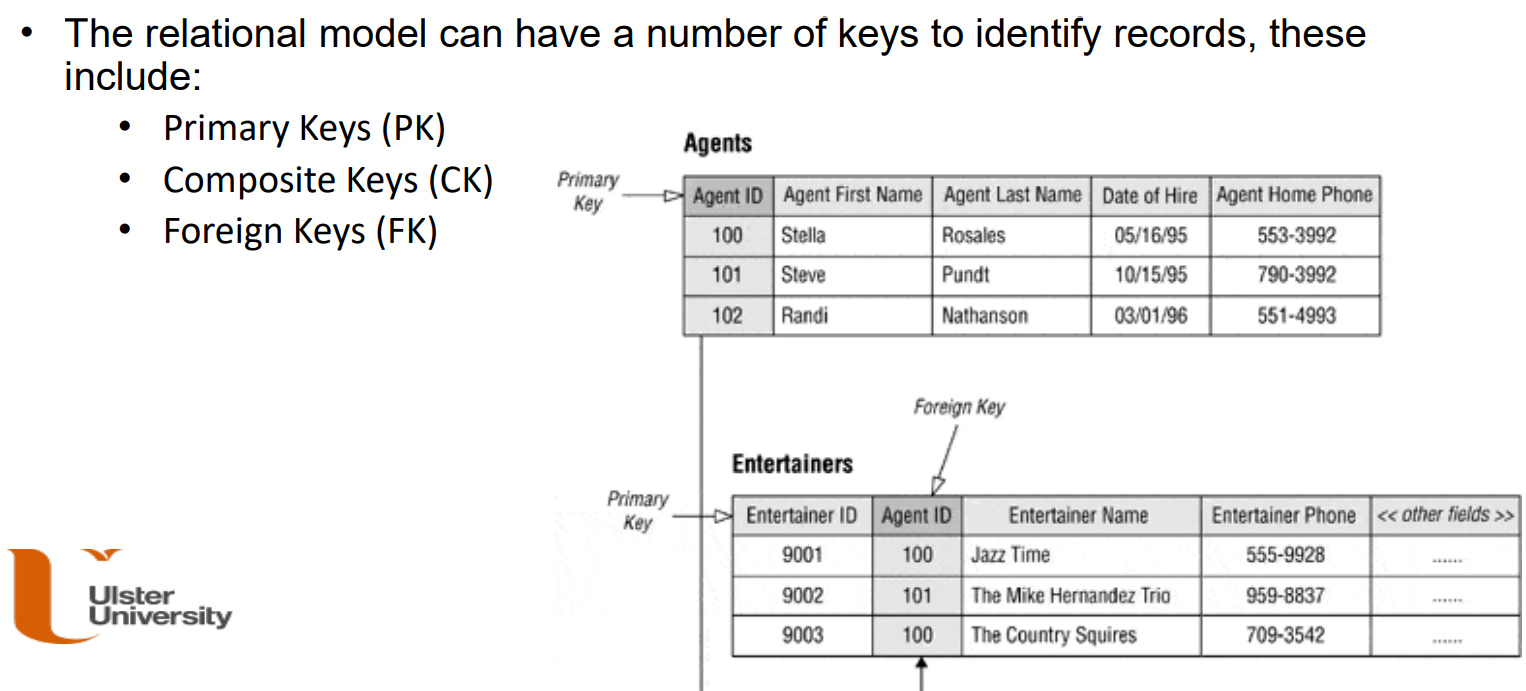 • The relational model can have a number of keys to identify records, these
include:
• Primary Keys (PK)
• Composite Keys (CK)
• Foreign Keys (FK)
Agents
Primary
Key
Agent ID Agent First Name Agent Last Name Date of Hire Agent Home Phone
100 Stella Rosales 05/16/95 553-3992
101 Steve Pundt 10/15/95 790-3992
102 Randi Nathanson 03/01/96 551-4993
Foreign Key
Entertainers
Primary
Key
Entertainer ID Agent ID Entertainer Name Entertainer Phone << other fields >>
9001 100 Jazz Time 555-9928 ......
9002 101 The Mike Hernandez Trio 959-8837 ......
9003 100 The Country Squires 709-3542 ......
Ulster
University